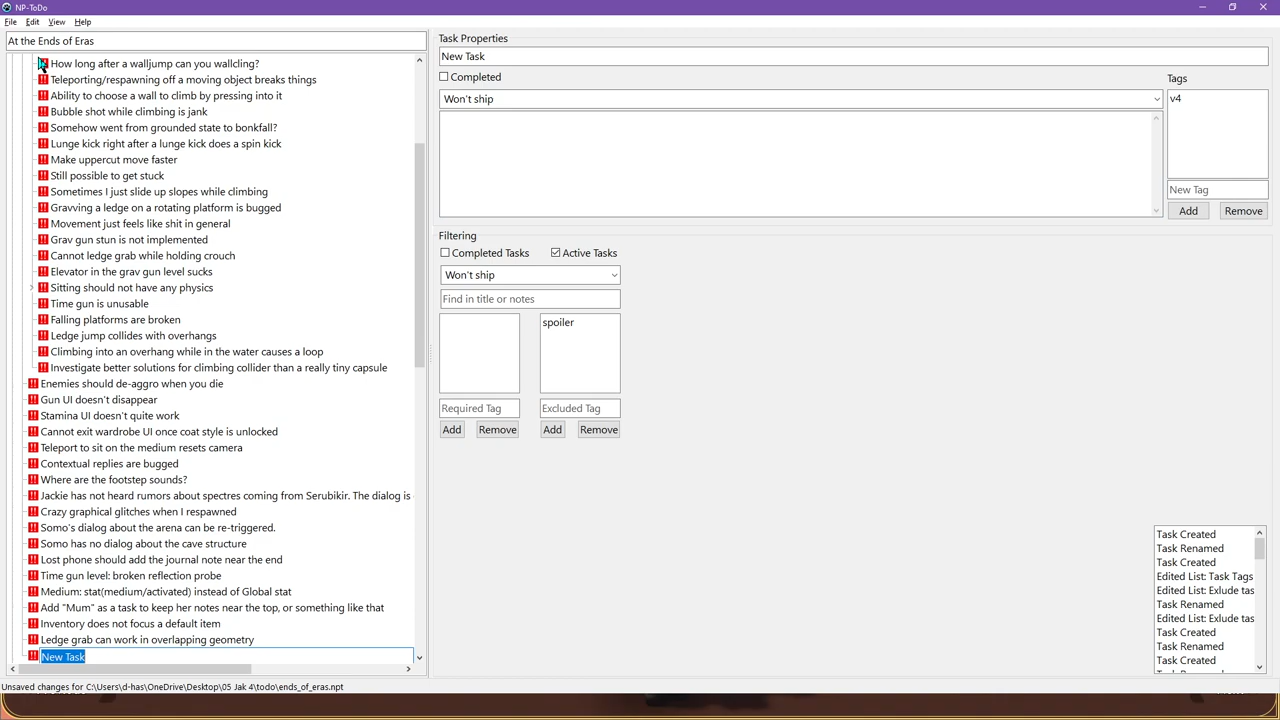 NP-ToDo
File Edit View Help
At the Ends of Eras
How long after a walljump can you wallcling?
Teleporting/respawning off a moving object breaks things
Ability to choose a wall to climb by pressing into it
Bubble shot while climbing is jank
Somehow went from grounded state to bonkfall?
Lunge kick right after a lunge kick does a spin kick
Make uppercut move faster
Still possible to get stuck
Sometimes I just slide up slopes while climbing
Gravving a ledge on a rotating platform is bugged
Movement just feels like shit in general
Grav gun stun is not implemented
Cannot ledge grab while holding crouch
Elevator in the grav gun level sucks
Sitting should not have any physics
Time gun is unusable
Falling platforms are broken
Ledge jump collides with overhangs
Climbing into an overhang while in the water causes a loop
Investigate better solutions for climbing collider than a really tiny capsule
Enemies should de-aggro when you die
Gun UI doesn't disappear
Stamina UI doesn't quite work
Cannot exit wardrobe UI once coat style is unlocked
Teleport to sit on the medium resets camera
Contextual replies are bugged
Where are the footstep sounds?
Jackie has not heard rumors about spectres coming from Serubikir. The dialog is
Crazy graphical glitches when I respawned
Somo's dialog about the arena can be re-triggered.
Somo has no dialog about the cave structure
Lost phone should add the journal note near the end
Time gun level: broken reflection probe
Medium: stat(medium/activated) instead of Global stat
Add "Mum" as a task to keep her notes near the top, or something like that
Inventory does not focus a default item
Ledge grab can work in overlapping geometry
New Task
Task Properties
New Task
Completed
Won't ship
Tags
v4
New Tag
Add Remove
Filtering
Completed Tasks Active Tasks
Won't ship
Find in title or notes
spoiler
Required Tag Excluded Tag
Add Remove Add Remove
Task Created
Task Renamed
Task Created
Edited List: Task Tags
Edited List: Exlude tas
Task Renamed
Edited List: Exlude tas
Task Created
Task Renamed
Task Created
Unsaved changes for C:\Users\d-has\OneDrive\Desktop\05 Jak 4\todo\ends_of_eras.npt